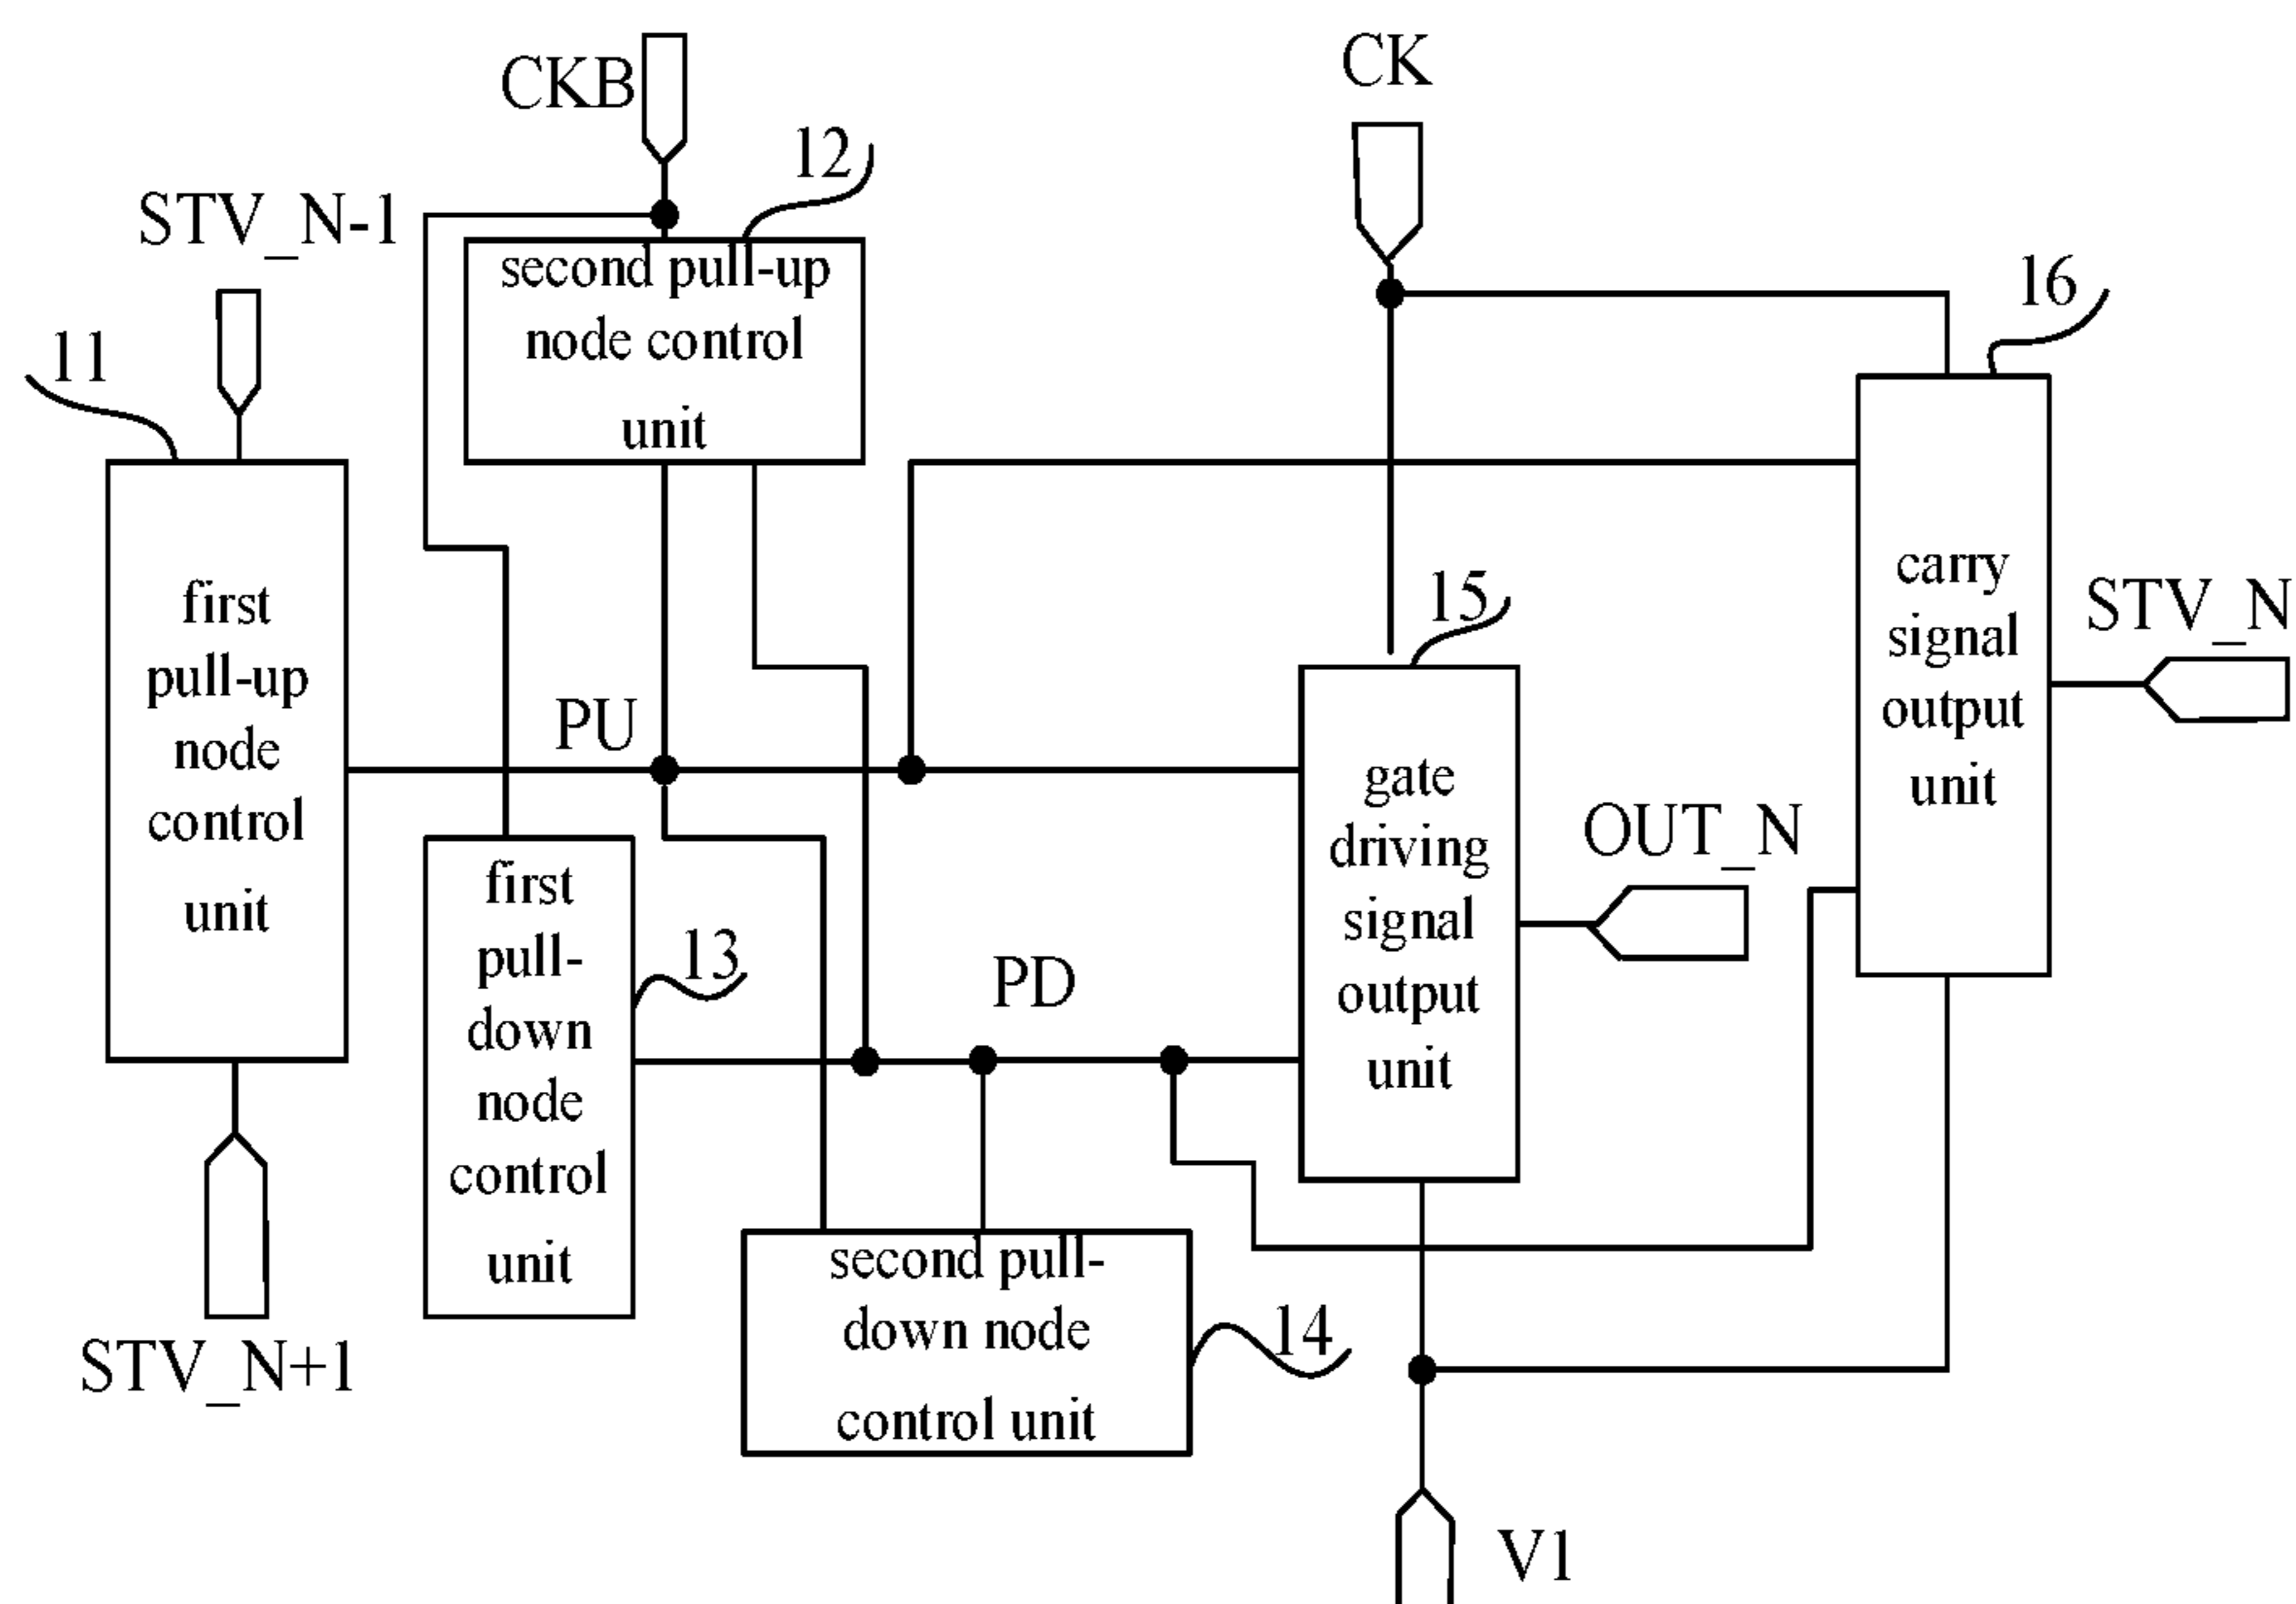 CKB
CK
12
STV_N-1
second pull-up
node control
unit
16
11
first
pull-up
node
control
unit
carry
signal
output
unit
STV_N
15
PU
gate
driving
signal
output
unit
OUT_N
first
pull-
down
node
control
unit
13
PD
second pull-
down node
control unit
14
STV_N+1
V1